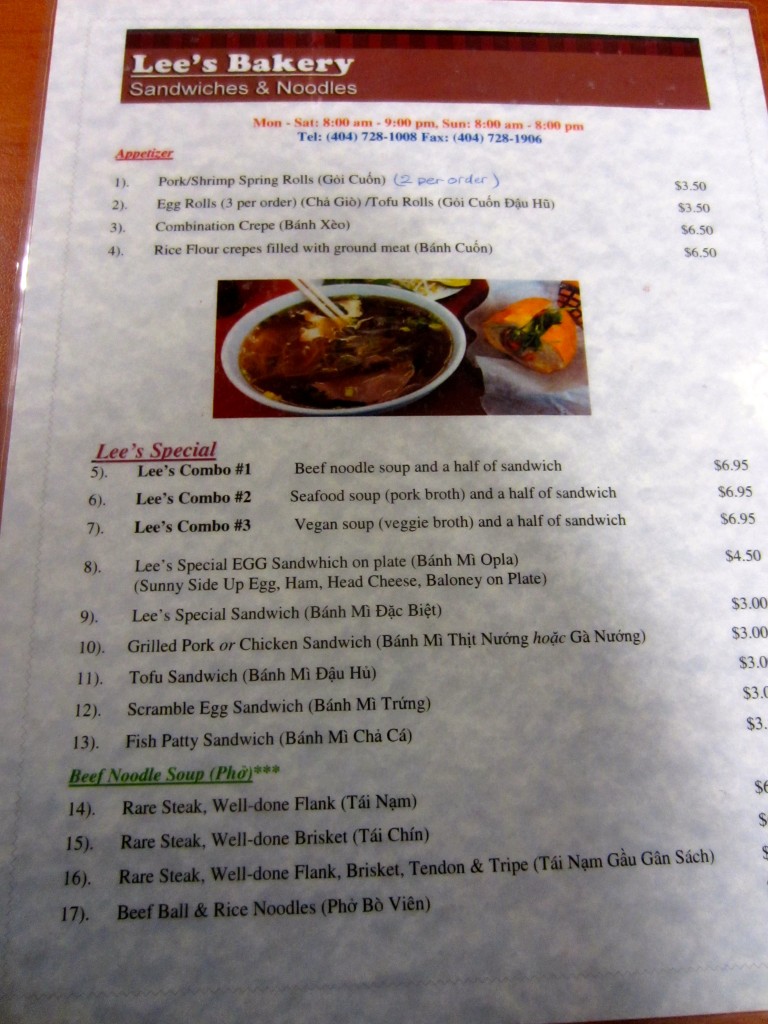 Lee's Bakery
Sandwiches & Noodles
Mon - Sat: 8:00 am - 9:00 pm, Sun: 8:00 am - 8:00 pm
Tel: (404) 728-1008 Fax: (404) 728-1906
Appetizer
1). Pork/Shrimp Spring Rolls (Gỏi Cuốn) (2 per order) $3.50
2). Egg Rolls (3 per order) (Chả Giò) /Tofu Rolls (Gỏi Cuốn Đậu Hũ) $3.50
3). Combination Crepe (Bánh Xèo) $6.50
4). Rice Flour crepes filled with ground meat (Bánh Cuốn) $6.50
Lee's Special
5). Lee's Combo #1 Beef noodle soup and a half of sandwich $6.95
6). Lee's Combo #2 Seafood soup (pork broth) and a half of sandwich $6.95
7). Lee's Combo #3 Vegan soup (veggie broth) and a half of sandwich $6.95
8). Lee's Special EGG Sandwhich on plate (Bánh Mì Opla) $4.50
(Sunny Side Up Egg, Ham, Head Cheese, Baloney on Plate)
9). Lee's Special Sandwich (Bánh Mì Đặc Biệt) $3.00
10). Grilled Pork or Chicken Sandwich (Bánh Mì Thịt Nướng hoặc Gà Nướng) $3.00
11). Tofu Sandwich (Bánh Mì Đậu Hủ) $3.0
12). Scramble Egg Sandwich (Bánh Mì Trứng) $3.0
13). Fish Patty Sandwich (Bánh Mì Chả Cá) $3.
Beef Noodle Soup (Phở)***
14). Rare Steak, Well-done Flank (Tái Nạm) $6
15). Rare Steak, Well-done Brisket (Tái Chín) $
16). Rare Steak, Well-done Flank, Brisket, Tendon & Tripe (Tái Nạm Gầu Gân Sách) $
17). Beef Ball & Rice Noodles (Phở Bò Viên)